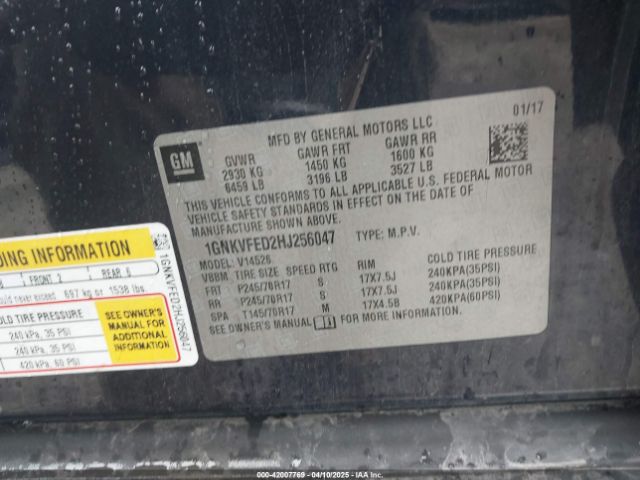 01/17
MFD BY GENERAL MOTORS LLC
GM
GVWR GAWR FRT GAWR RR
2930 KG 1450 KG 1600 KG
6459 LB 3196 LB 3527 LB
THIS VEHICLE CONFORMS TO ALL APPLICABLE U.S. FEDERAL MOTOR
VEHICLE SAFETY STANDARDS IN EFFECT ON THE DATE OF
MANUFACTURE SHOWN ABOVE.
1GNKVFED2HJ256047 TYPE: M.P.V.
MODEL: V14526
VBBM TIRE SIZE SPEED RTG RIM COLD TIRE PRESSURE
FRT P245/70R17 S 17X7.5J 240KPA(35PSI)
RR P245/70R17 S 17X7.5J 240KPA(35PSI)
SPA T145/70R17 M 17X4.5B 420KPA(60PSI)
SEE OWNER'S MANUAL FOR MORE INFORMATION.
DING INFORMATION
8 FRONT 2 REAR 6
ould never exceed 697 kg or 1538 lbs.
OLD TIRE PRESSURE
240 kPa, 35 PSI
240 kPa, 35 PSI
420 kPa, 60 PSI
SEE OWNER'S
MANUAL FOR
ADDITIONAL
INFORMATION
1GNKVFED2HJ256047
000-42007769 - 04/10/2025 - IAA Inc.